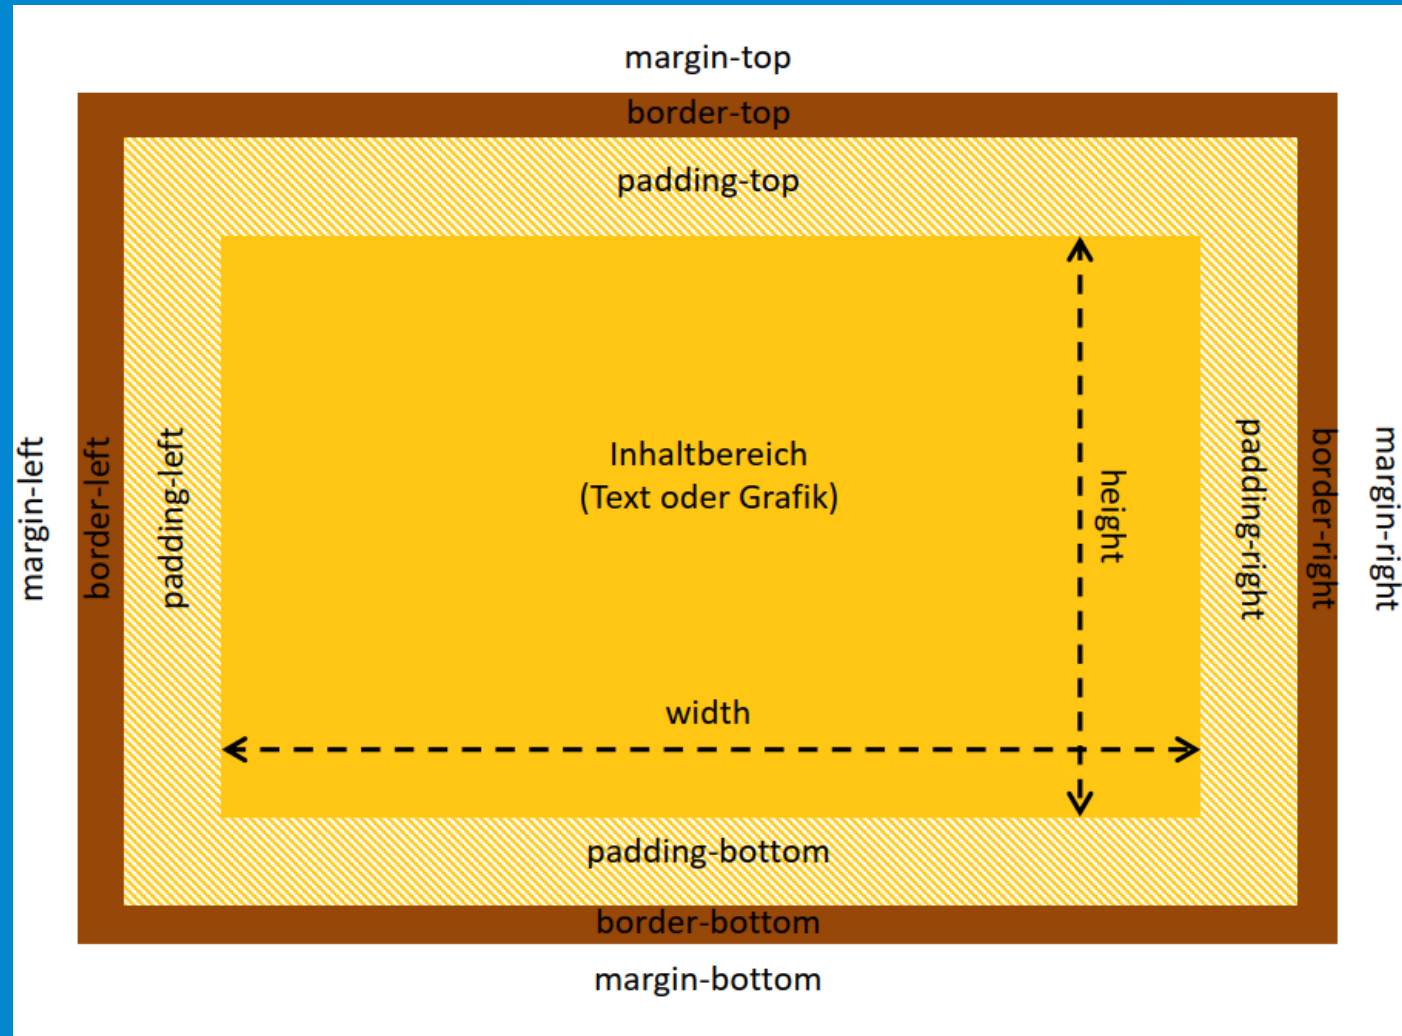 margin-top
border-top
padding-top
margin-left
border-left
padding-left
Inhaltbereich
(Text oder Grafik)
height
padding-right
border-right
margin-right
width
padding-bottom
border-bottom
margin-bottom